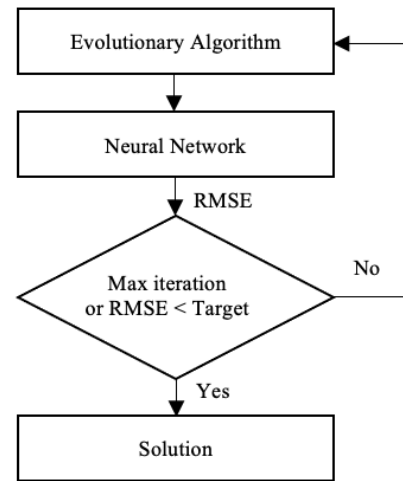 Evolutionary Algorithm
Neural Network
RMSE
Max iteration
or RMSE < Target
No
Yes
Solution